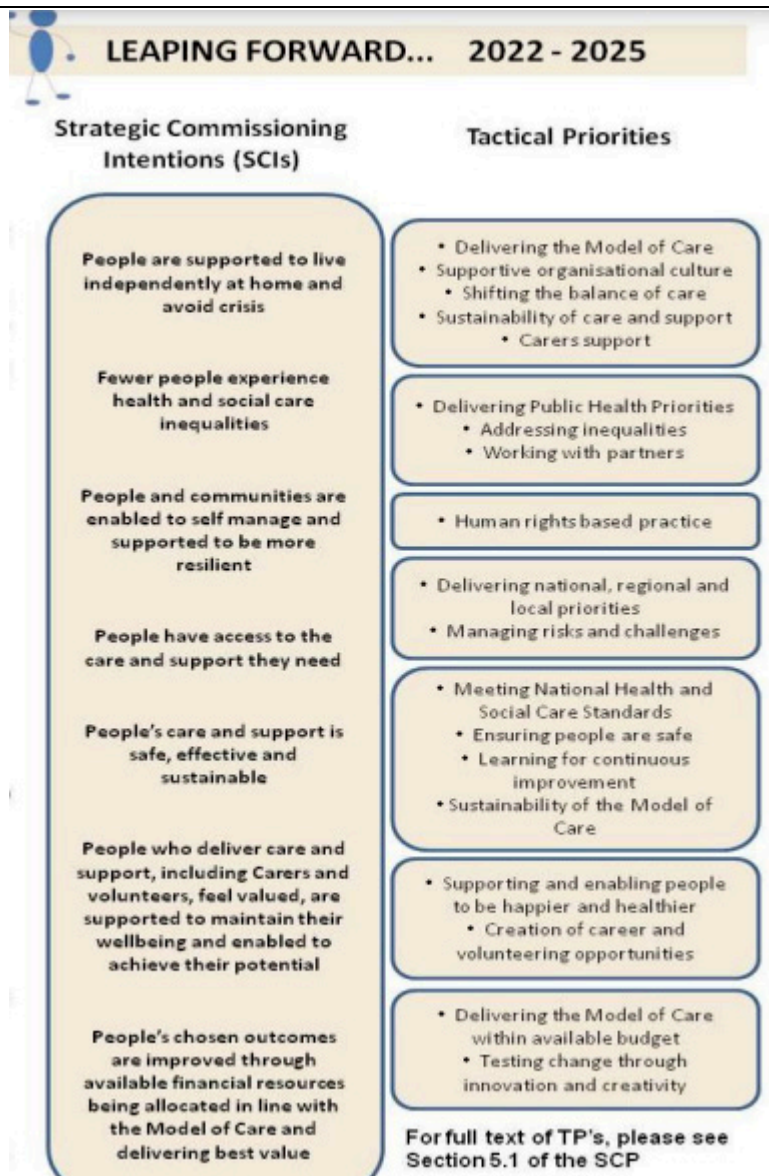 LEAPING FORWARD... 2022 - 2025
Strategic Commissioning
Intentions (SCIs)
People are supported to live
independently at home and
avoid crisis
Fewer people experience
health and social care
inequalities
People and communities are
enabled to self manage and
supported to be more
resilient
People have access to the
care and support they need
People's care and support is
safe, effective and
sustainable
People who deliver care and
support, including Carers and
volunteers, feel valued, are
supported to maintain their
wellbeing and enabled to
achieve their potential
People's chosen outcomes
are improved through
available financial resources
being allocated in line with
the Model of Care and
delivering best value
Tactical Priorities
• Delivering the Model of Care
• Supportive organisational culture
• Shifting the balance of care
• Sustainability of care and support
• Carers support
• Delivering Public Health Priorities
• Addressing inequalities
• Working with partners
• Human rights based practice
• Delivering national, regional and
local priorities
• Managing risks and challenges
• Meeting National Health and
Social Care Standards
• Ensuring people are safe
• Learning for continuous
improvement
• Sustainability of the Model of
Care
• Supporting and enabling people
to be happier and healthier
• Creation of career and
volunteering opportunities
• Delivering the Model of Care
within available budget
• Testing change through
innovation and creativity
For full text of TP's, please see
Section 5.1 of the SCP